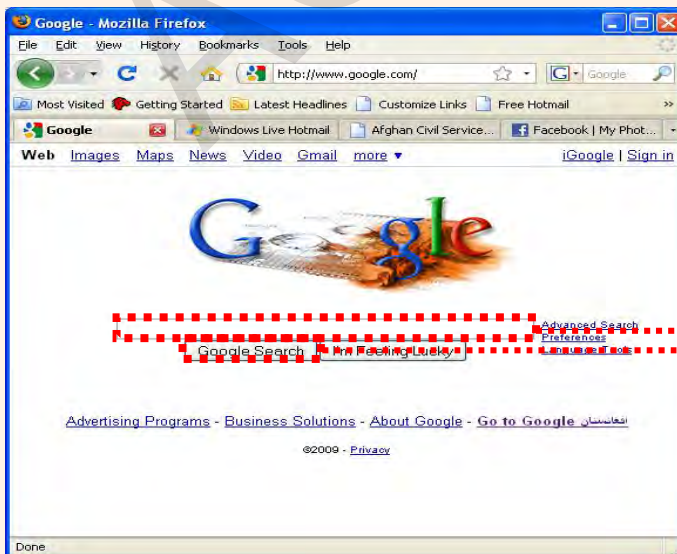 Google - Mozilla Firefox
File Edit View History Bookmarks Tools Help
http://www.google.com/ G Google
Most Visited Getting Started Latest Headlines Customize Links Free Hotmail »
Google Windows Live Hotmail Afghan Civil Service... Facebook | My Phot...
Web Images Maps News Video Gmail more ▼ iGoogle | Sign in
Google
Advanced Search
Preferences
Language Tools
Google Search I'm Feeling Lucky
Advertising Programs - Business Solutions - About Google - Go to Google افغانستان
©2009 - Privacy
Done